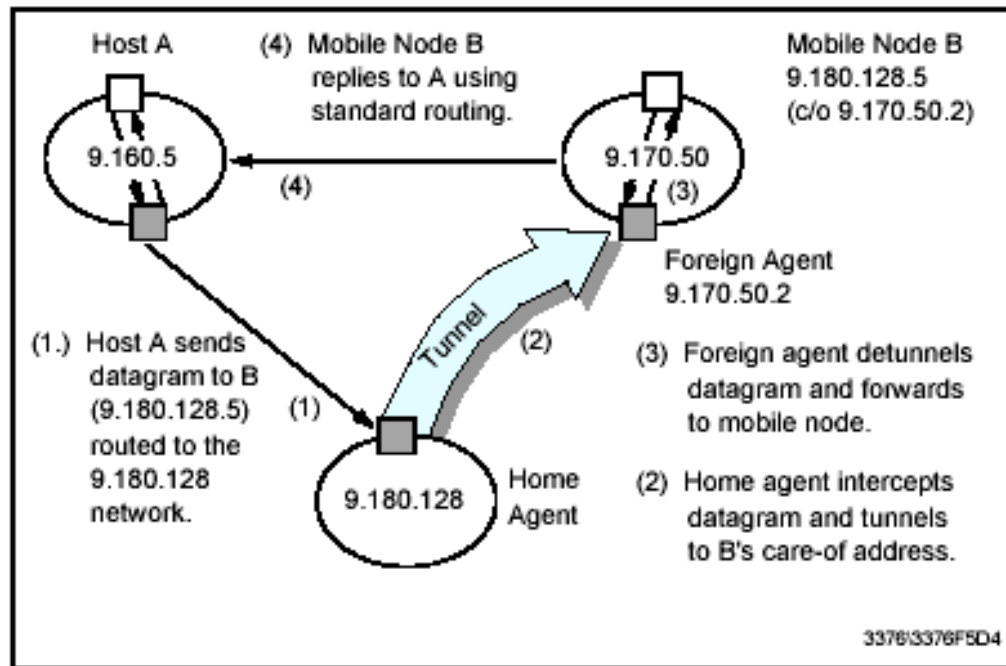 Host A
(4) Mobile Node B
replies to A using
standard routing.
Mobile Node B
9.180.128.5
(c/o 9.170.50.2)
9.160.5
(4)
9.170.50
(3)
Foreign Agent
9.170.50.2
(1.) Host A sends
datagram to B
(9.180.128.5)
routed to the
9.180.128
network.
(1)
Tunnel
(2)
(3) Foreign agent detunnels
datagram and forwards
to mobile node.
9.180.128
Home
Agent
(2) Home agent intercepts
datagram and tunnels
to B's care-of address.
3376\3376F5D4